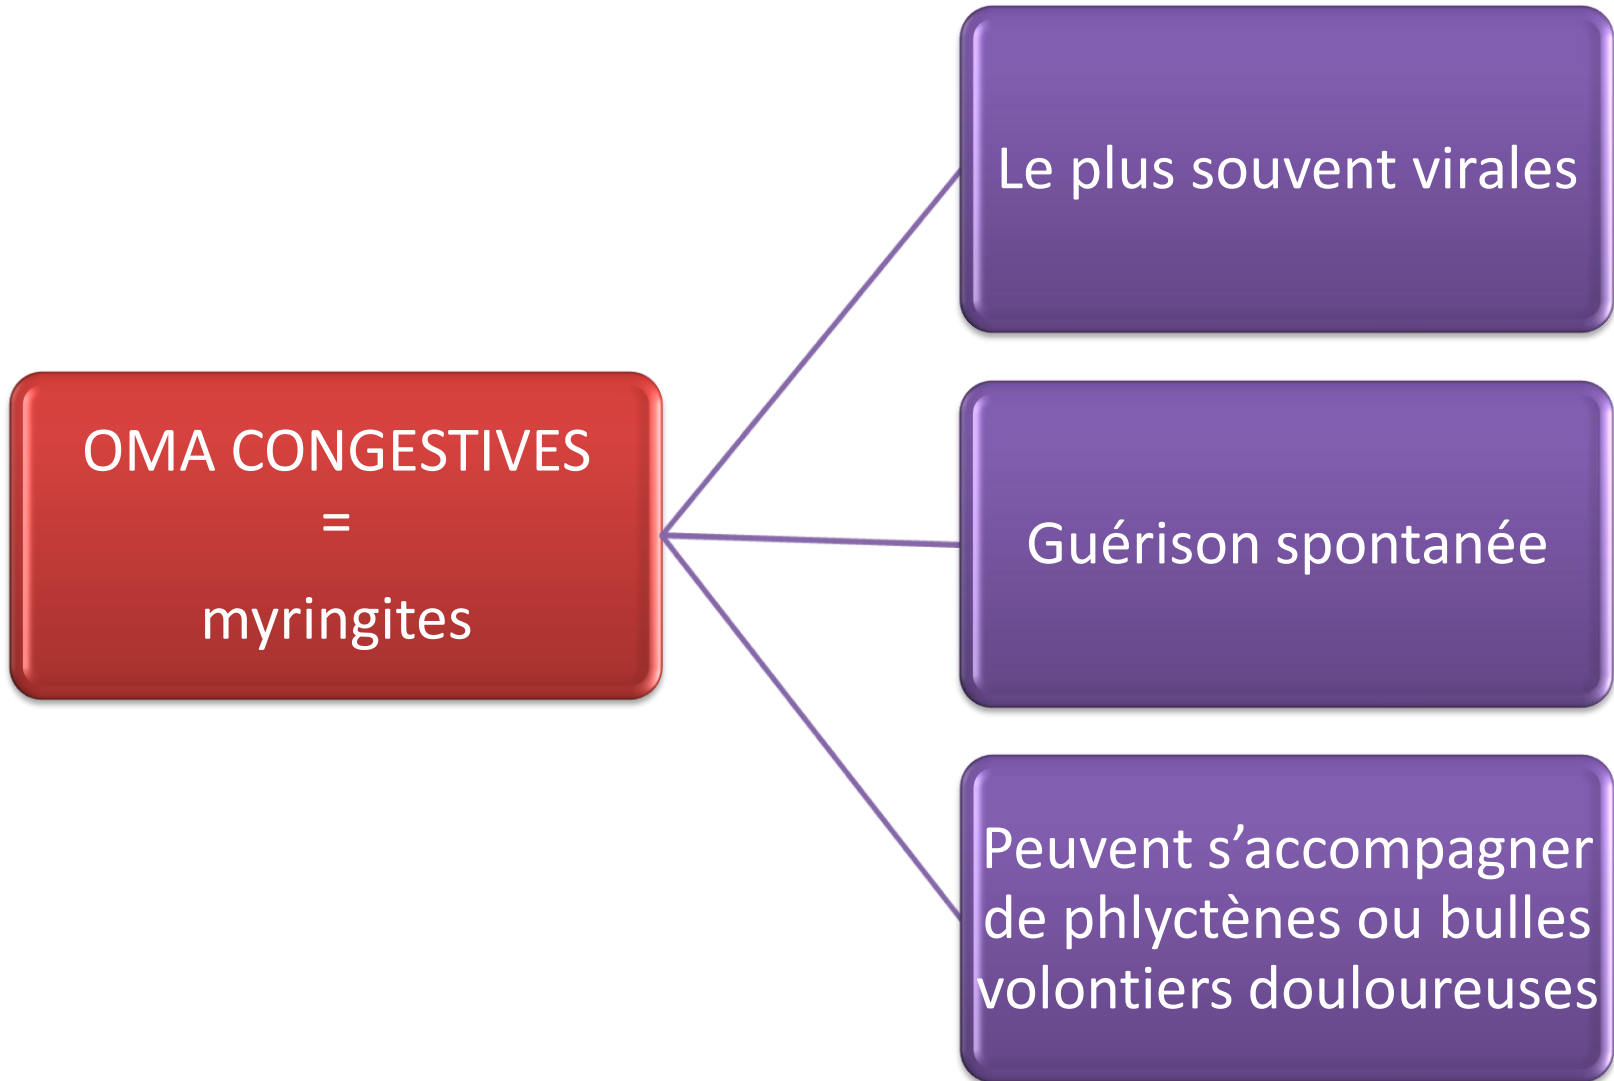 OMA CONGESTIVES
=
myringites
Le plus souvent virales
Guérison spontanée
Peuvent s’accompagner
de phlyctènes ou bulles
volontiers douloureuses